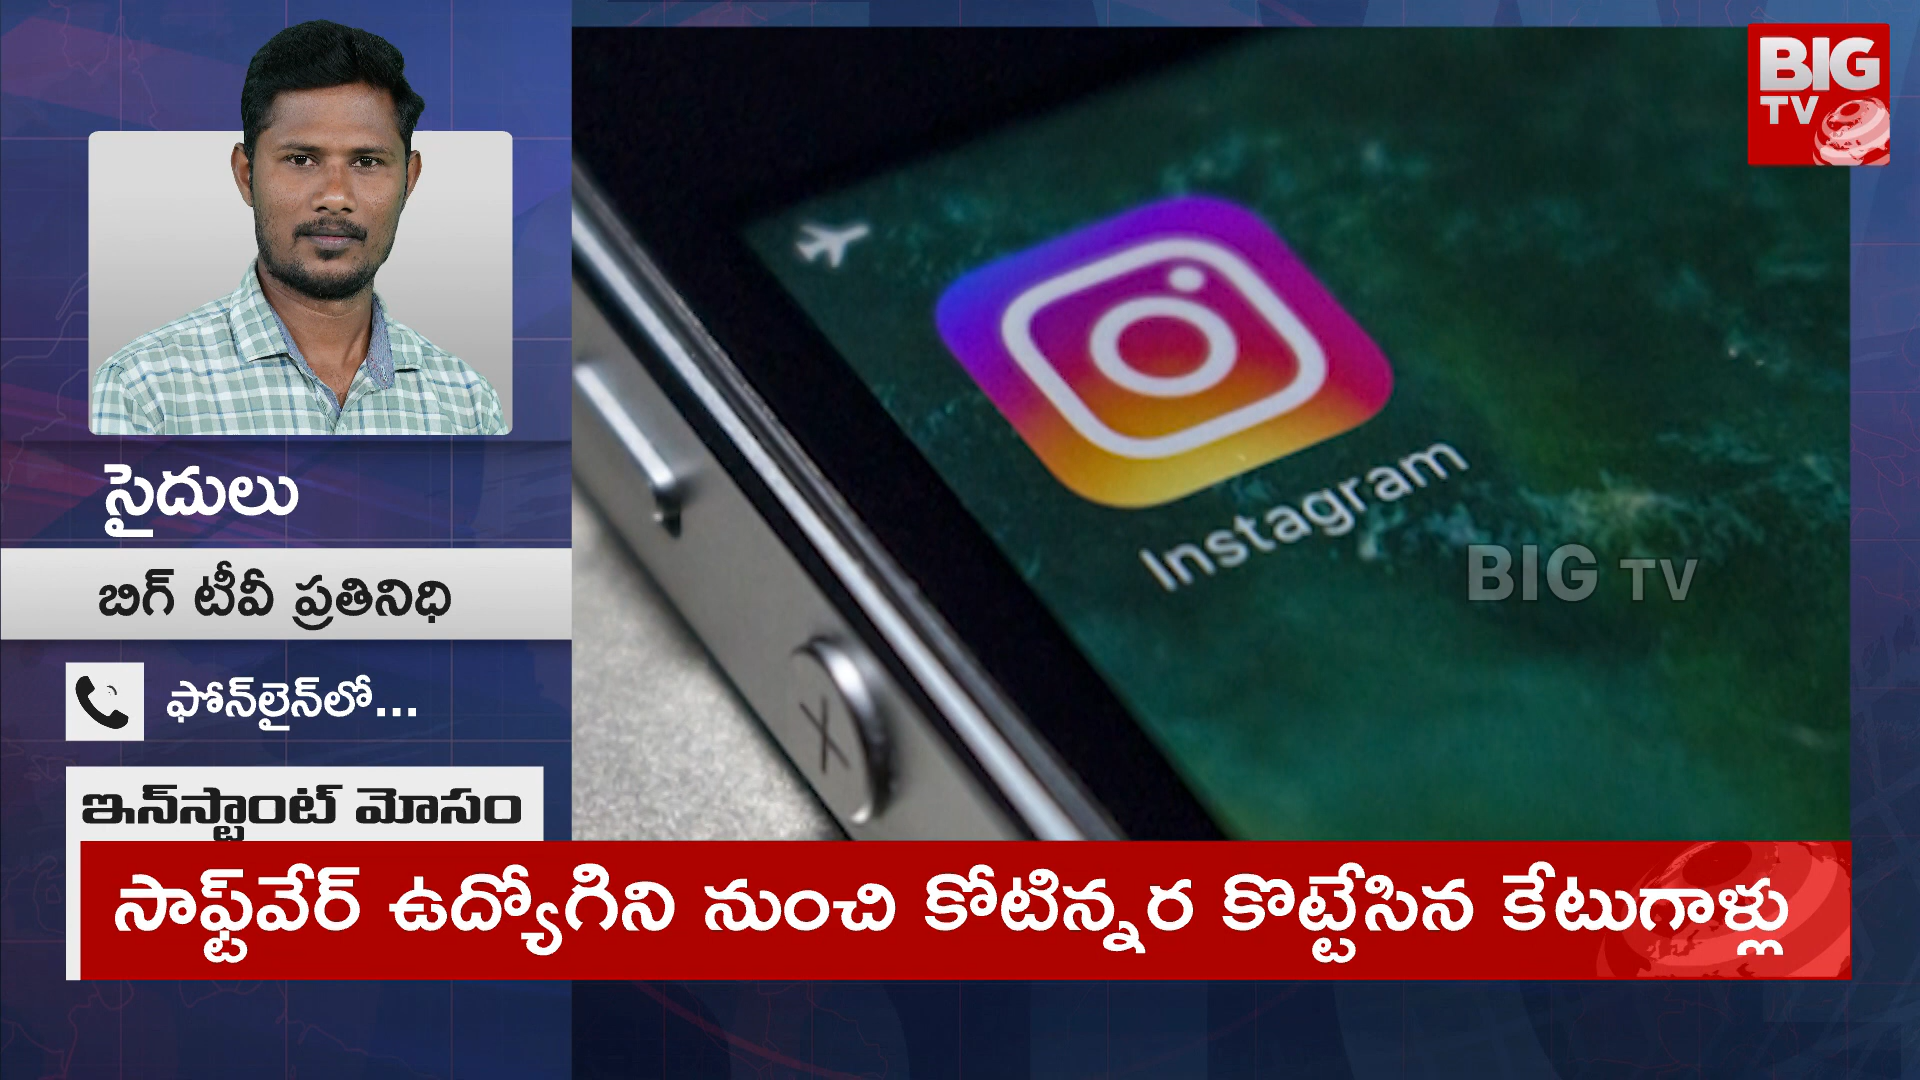 సైదులు
బిగ్ టీవీ ప్రతినిధి
ఫోన్‌లైన్‌లో...
ఇన్‌స్టాంట్ మోసం
సాఫ్ట్‌వేర్ ఉద్యోగిని నుంచి కోటిన్నర కొట్టేసిన కేటుగాళ్లు
Instagram
BIG TV
BIG
TV